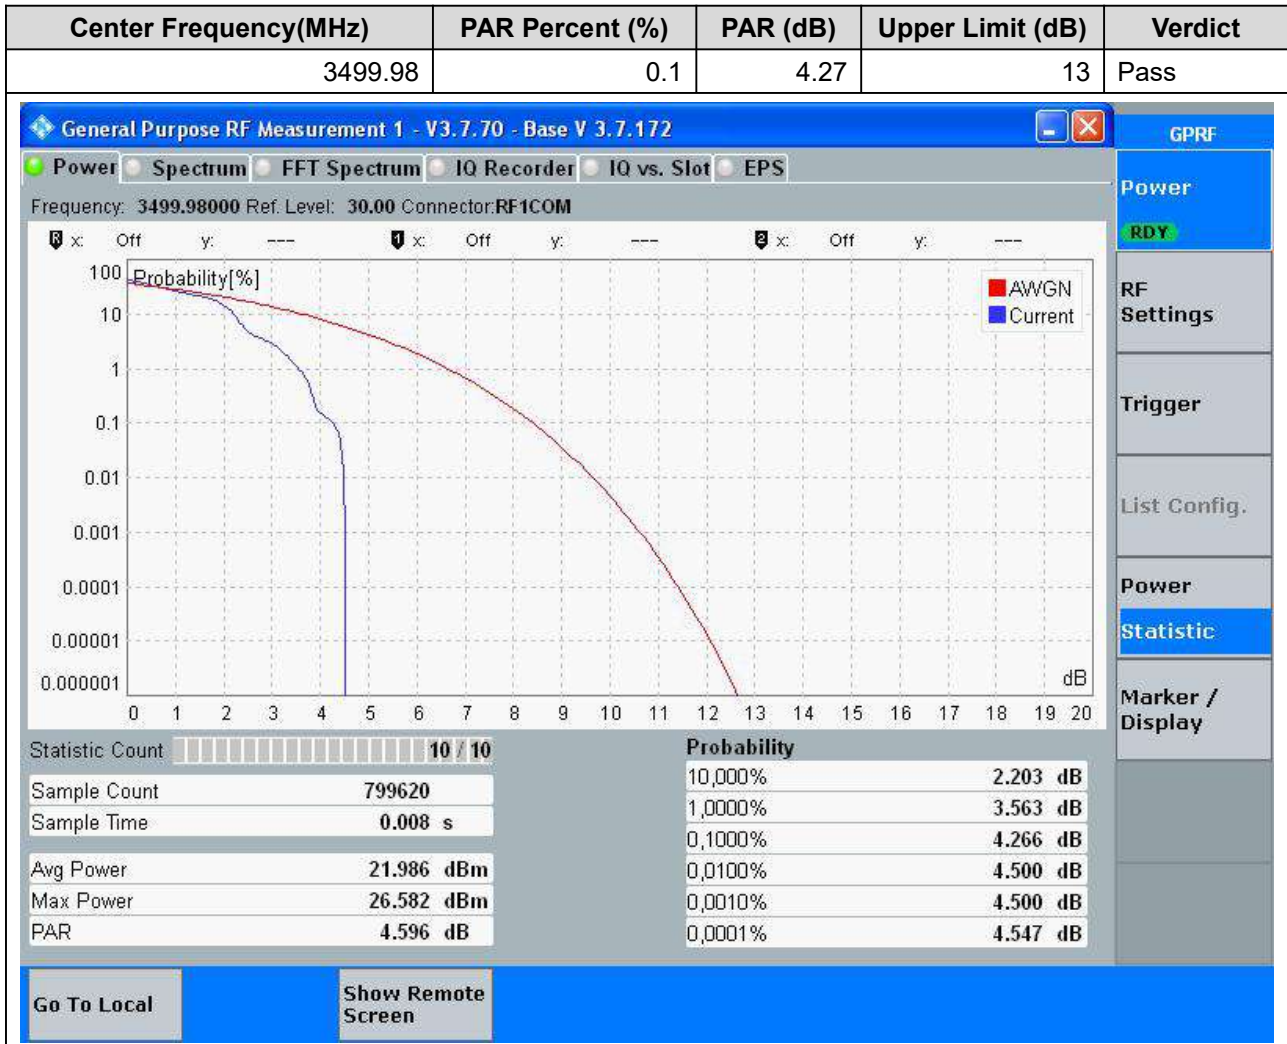 Center Frequency(MHz) PAR Percent (%) PAR (dB) Upper Limit (dB) Verdict
3499.98 0.1 4.27 13 Pass
General Purpose RF Measurement 1 - V3.7.70 - Base V 3.7.172
GPRF
Power Spectrum FFT Spectrum IQ Recorder IQ vs. Slot EPS
Power
RDY
Frequency: 3499.98000 Ref. Level: 30.00 Connector:RF1COM
R x: Off y: --- 1 x: Off y: --- 2 x: Off y: ---
100 Probability[%]
AWGN
Current
10
1
0.1
0.01
0.001
0.0001
0.00001
0.000001
dB
0 1 2 3 4 5 6 7 8 9 10 11 12 13 14 15 16 17 18 19 20
RF
Settings
Trigger
List Config.
Power
Statistic
Marker /
Display
Statistic Count 10 / 10
Sample Count 799620
Sample Time 0.008 s
Avg Power 21.986 dBm
Max Power 26.582 dBm
PAR 4.596 dB
Probability
10,000% 2.203 dB
1,0000% 3.563 dB
0,1000% 4.266 dB
0,0100% 4.500 dB
0,0010% 4.500 dB
0,0001% 4.547 dB
Go To Local
Show Remote
Screen